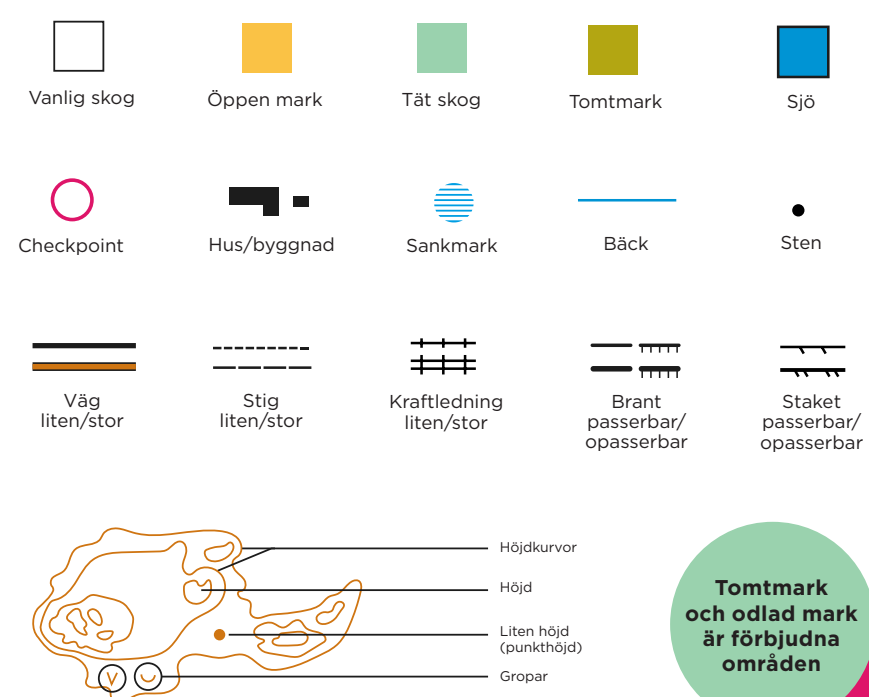 Vanlig skog
Öppen mark
Tät skog
Tomtmark
Sjö
Checkpoint
Hus/byggnad
Sankmark
Bäck
Sten
Väg
liten/stor
Stig
liten/stor
Kraftledning
liten/stor
Brant
passerbar/
opasserbar
Staket
passerbar/
opasserbar
Höjdkurvor
Höjd
Liten höjd
(punkthöjd)
Gropar
Tomtmark
och odlad mark
är förbjudna
områden